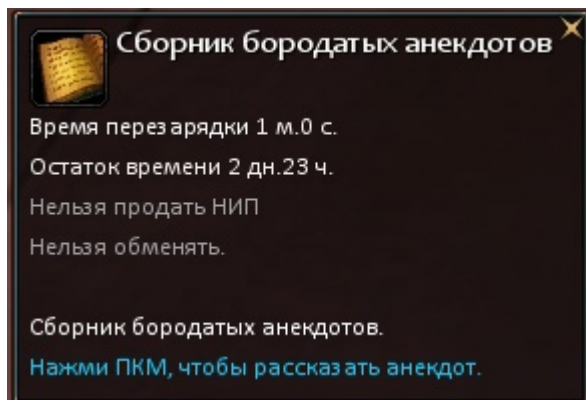 Сборник бородатых анекдотов
Время перезарядки 1 м.0 с.
Остаток времени 2 дн.23 ч.
Нельзя продать НИП
Нельзя обменять.
Сборник бородатых анекдотов.
Нажми ПКМ, чтобы рассказать анекдот.